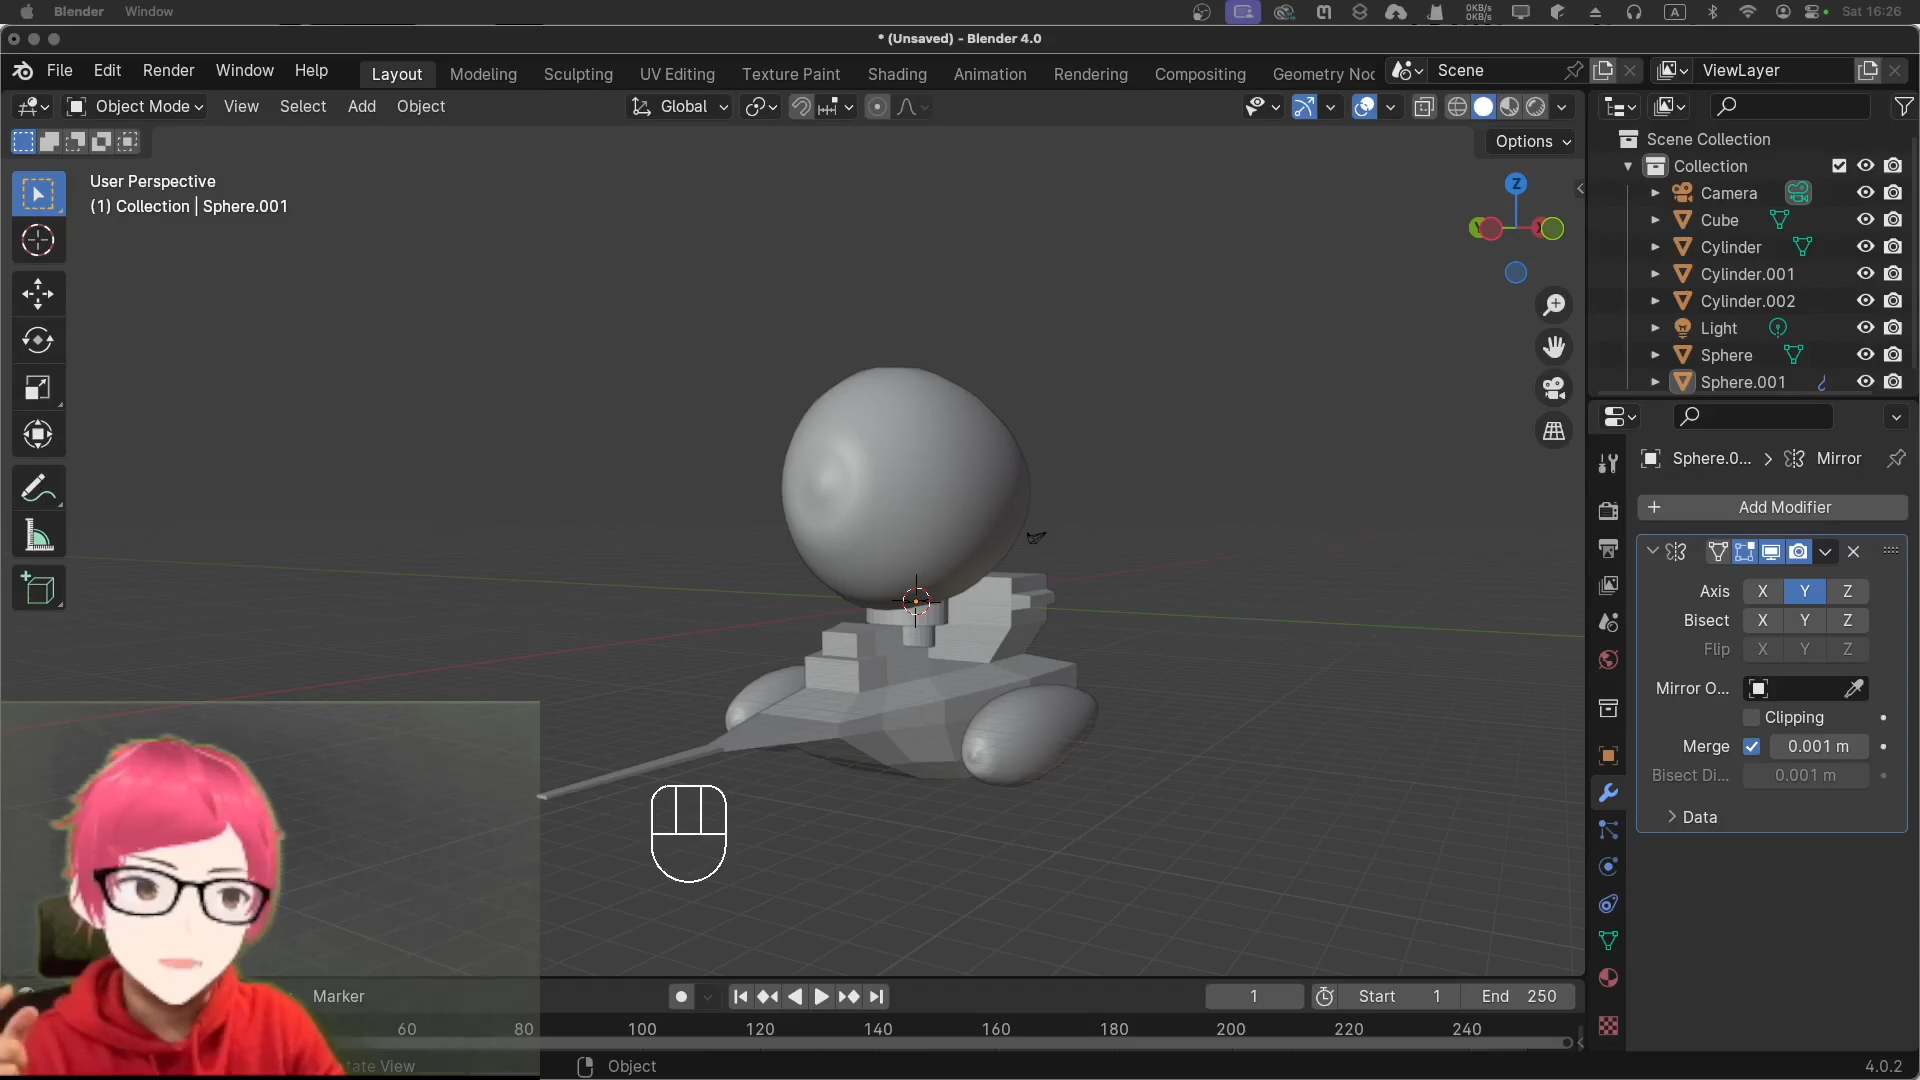 Blender Window
0KB/s
0KB/s
A
Sat 16:26
* (Unsaved) - Blender 4.0
File Edit Render Window Help
Layout Modeling Sculpting UV Editing Texture Paint Shading Animation Rendering Compositing Geometry Noc
Scene
ViewLayer
Object Mode View Select Add Object
Global
Options
User Perspective
(1) Collection | Sphere.001
Z
Y
Scene Collection
Collection
Camera
Cube
Cylinder
Cylinder.001
Cylinder.002
Light
Sphere
Sphere.001
Sphere.0... Mirror
Add Modifier
Axis X Y Z
Bisect X Y Z
Flip X Y Z
Mirror O...
Clipping
Merge 0.001 m
Bisect Di... 0.001 m
Data
Marker
1 Start 1 End 250
60 80 100 120 140 160 180 200 220 240
tate View
Object
4.0.2